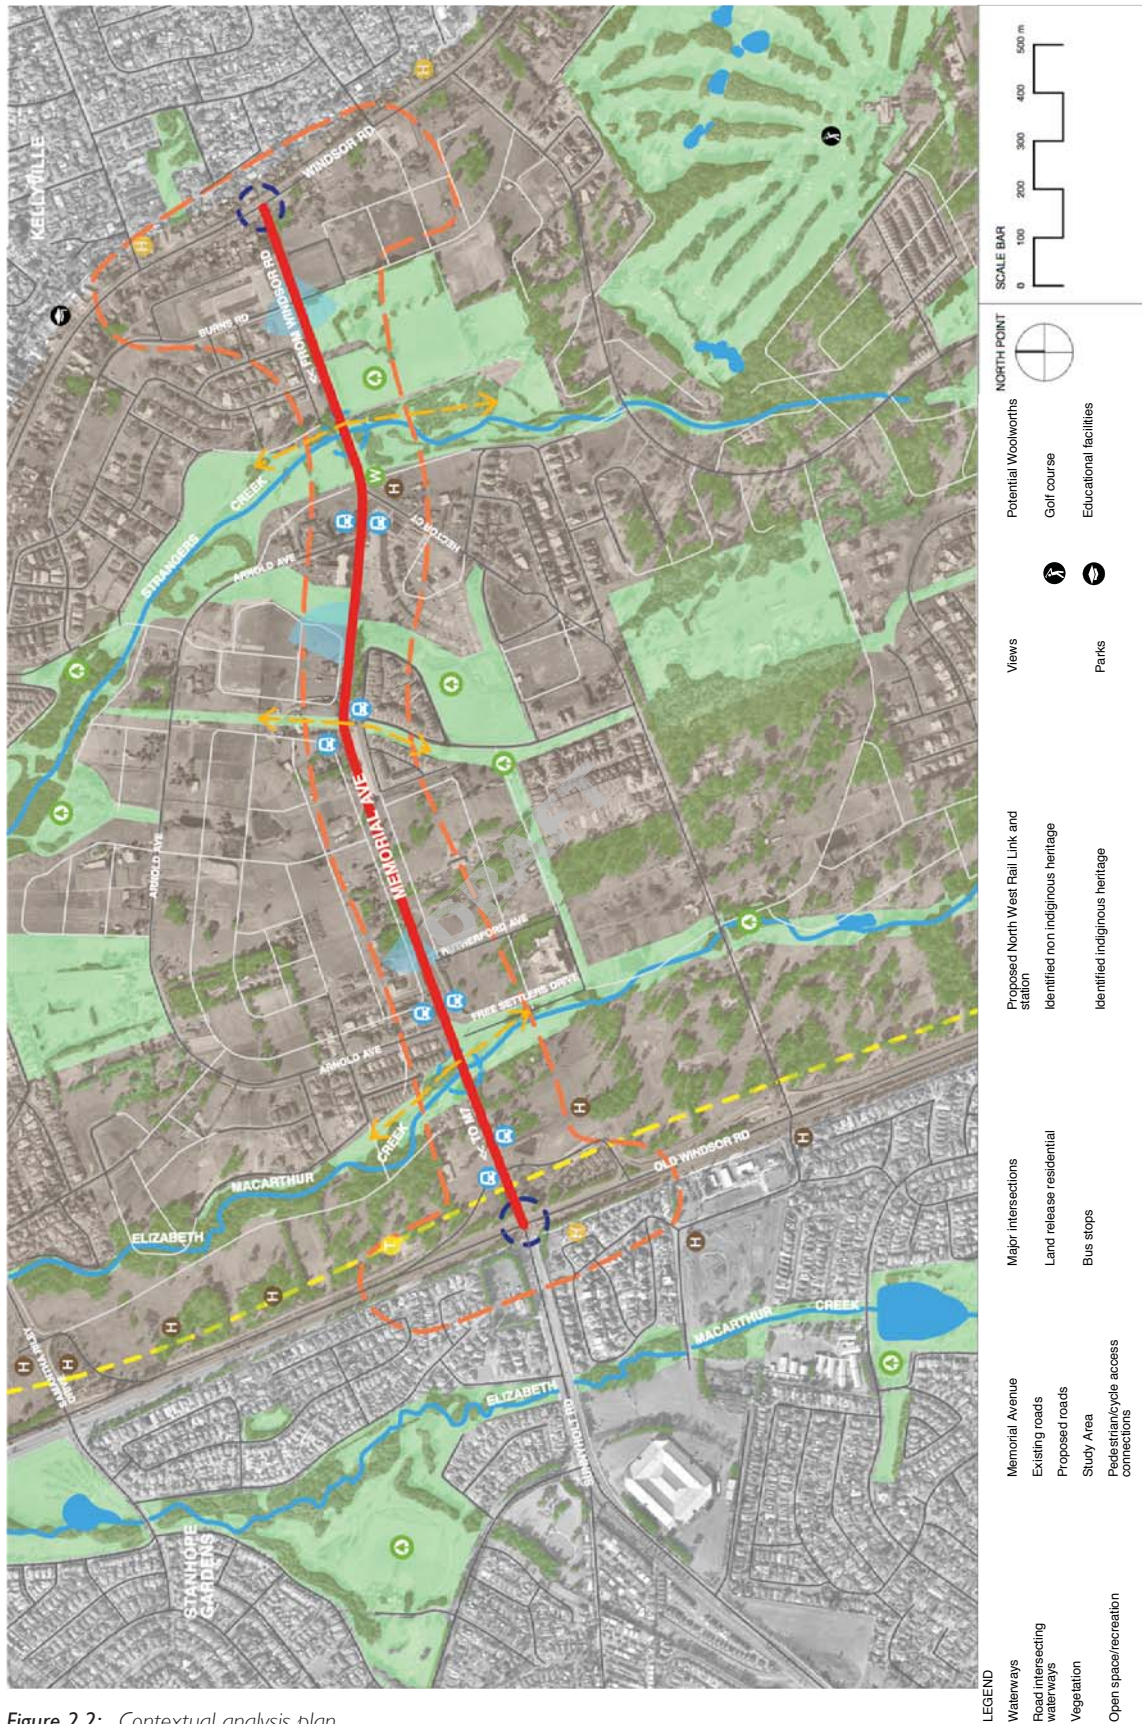 KELLYVILLE
WINDSOR RD
<< FROM WINDSOR RD
BURNS RD
CREEK
STRANGERS
ARNOLD AVE
HECTOR CT
W
H
MEMORIAL AVE
ARNOLD AVE
RUTHERFORD AVE
FREE SETTLERS DRIVE
ARNOLD AVE
CREEK
<< TO M7
MACARTHUR
ELIZABETH
OLD WINDSOR RD
T
H
SAMANTHA RILEY
DRIVE
MACARTHUR
CREEK
ELIZABETH
STANHOPE
GARDENS
DRAFT
SCALE BAR
0 100 200 300 400 500 m
NORTH POINT
LEGEND
Waterways
Road intersecting
waterways
Vegetation
Open space/recreation
Memorial Avenue
Existing roads
Proposed roads
Study Area
Pedestrian/cycle access
connections
Major intersections
Land release residential
Bus stops
Proposed North West Rail Link and
station
Identified non indiginous heritage
Identified indiginous heritage
Views
Parks
Potential Woolworths
Golf course
Educational facilities
Figure 2.2: Contextual analysis plan